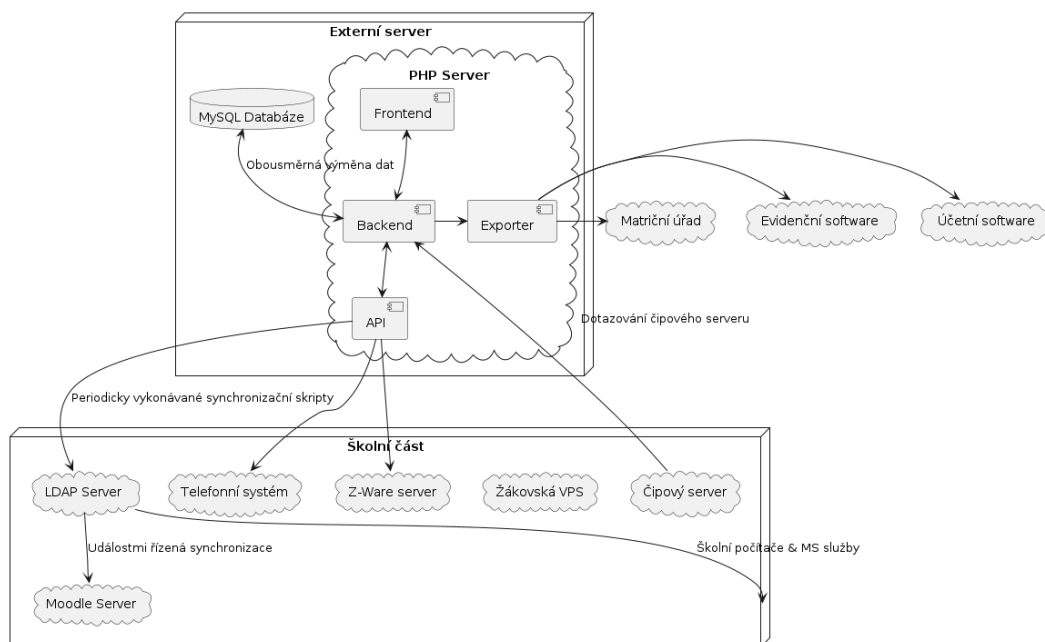 Externí server
PHP Server
Frontend
MySQL Databáze
Obousměrná výměna dat
Backend
Exporter
Matriční úřad
Evidenční software
Účetní software
API
Dotazování čipového serveru
Periodicky vykonávané synchronizační skripty
Školní část
LDAP Server
Telefonní systém
Z-Ware server
Žákovská VPS
Čipový server
Událostmi řízená synchronizace
Školní počítače & MS služby
Moodle Server